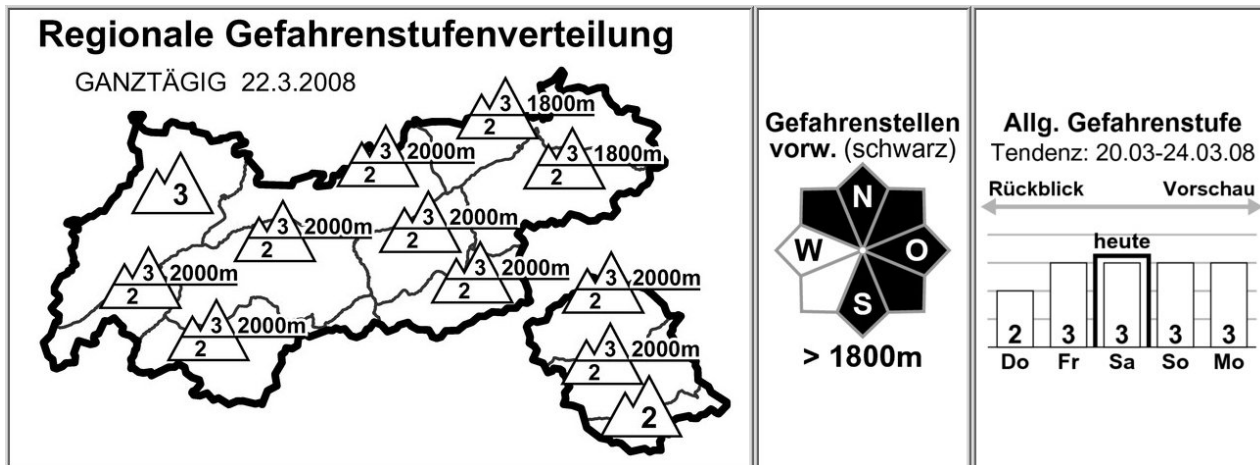 Regionale Gefahrenstufenverteilung
GANZTÄGIG 22.3.2008
3 1800m
2
3 2000m
2
3 1800m
2
3
3 2000m
2
3 2000m
2
3 2000m
2
3 2000m
2
3 2000m
2
3 2000m
2
3 2000m
2
2
Gefahrenstellen
vorw. (schwarz)
N
W O
S
> 1800m
Allg. Gefahrenstufe
Tendenz: 20.03-24.03.08
Rückblick Vorschau
heute
2 3 3 3 3
Do Fr Sa So Mo